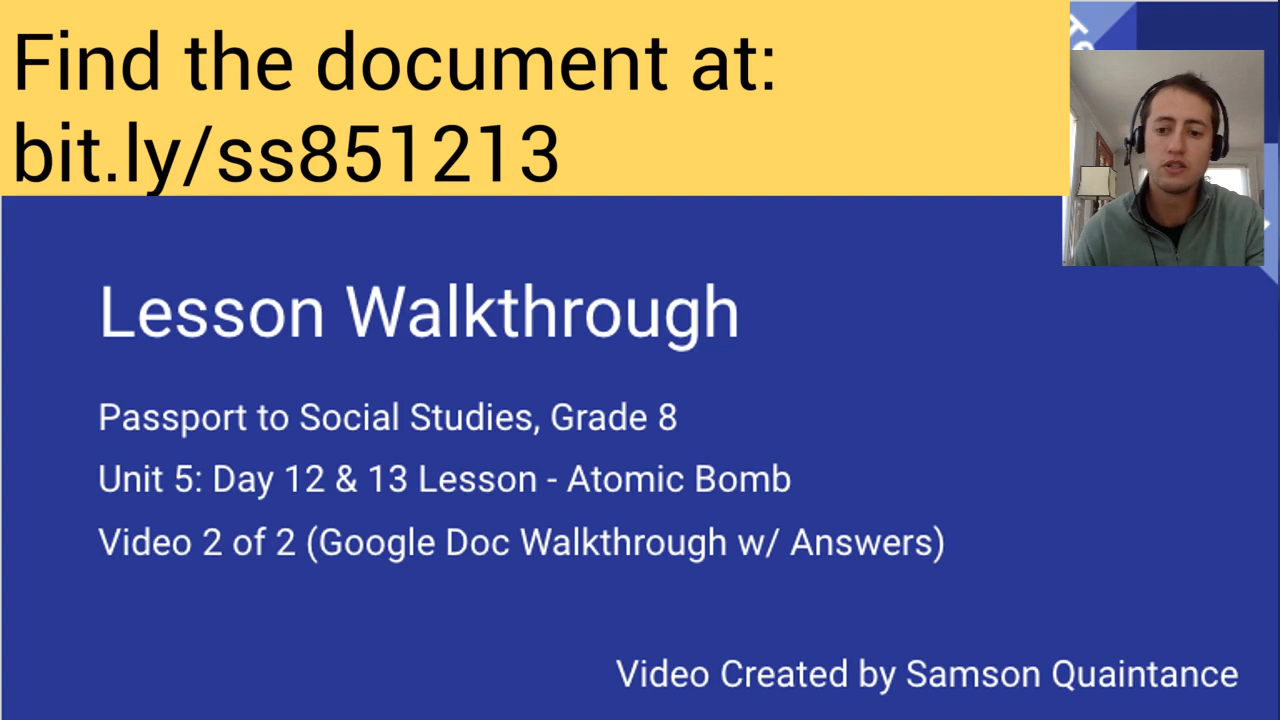 Find the document at:
bit.ly/ss851213
Lesson Walkthrough
Passport to Social Studies, Grade 8
Unit 5: Day 12 & 13 Lesson - Atomic Bomb
Video 2 of 2 (Google Doc Walkthrough w/ Answers)
Video Created by Samson Quaintance